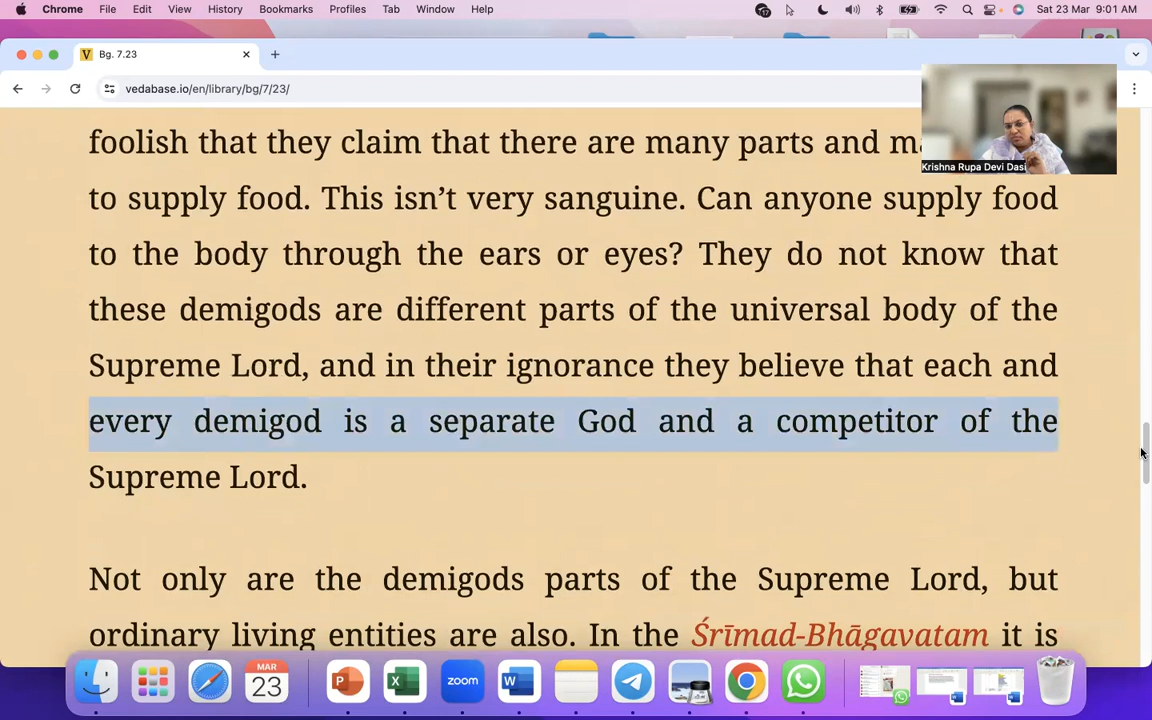 Chrome File Edit View History Bookmarks Profiles Tab Window Help Sat 23 Mar 9:01 AM
Bg. 7.23
vedabase.io/en/library/bg/7/23/
foolish that they claim that there are many parts and
to supply food. This isn’t very sanguine. Can anyone supply food
to the body through the ears or eyes? They do not know that
these demigods are different parts of the universal body of the
Supreme Lord, and in their ignorance they believe that each and
every demigod is a separate God and a competitor of the
Supreme Lord.
Not only are the demigods parts of the Supreme Lord, but
ordinary living entities are also. In the Śrīmad-Bhāgavatam it is
Krishna Rupa Devi Dasi
MAR
23
zoom